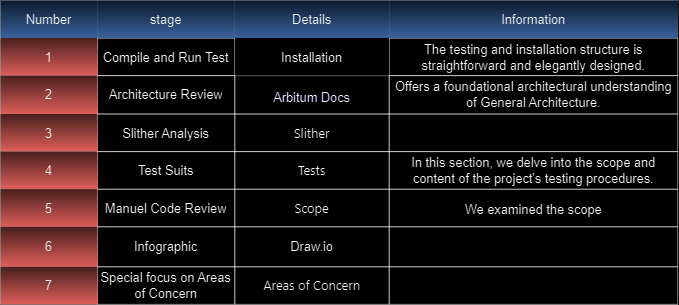 Number stage Details Information
1 Compile and Run Test Installation The testing and installation structure is
straightforward and elegantly designed.
2 Architecture Review Arbitum Docs Offers a foundational architectural understanding
of General Architecture.
3 Slither Analysis Slither
4 Test Suits Tests In this section, we delve into the scope and
content of the project's testing procedures.
5 Manuel Code Review Scope We examined the scope
6 Infographic Draw.io
7 Special focus on Areas
of Concern Areas of Concern